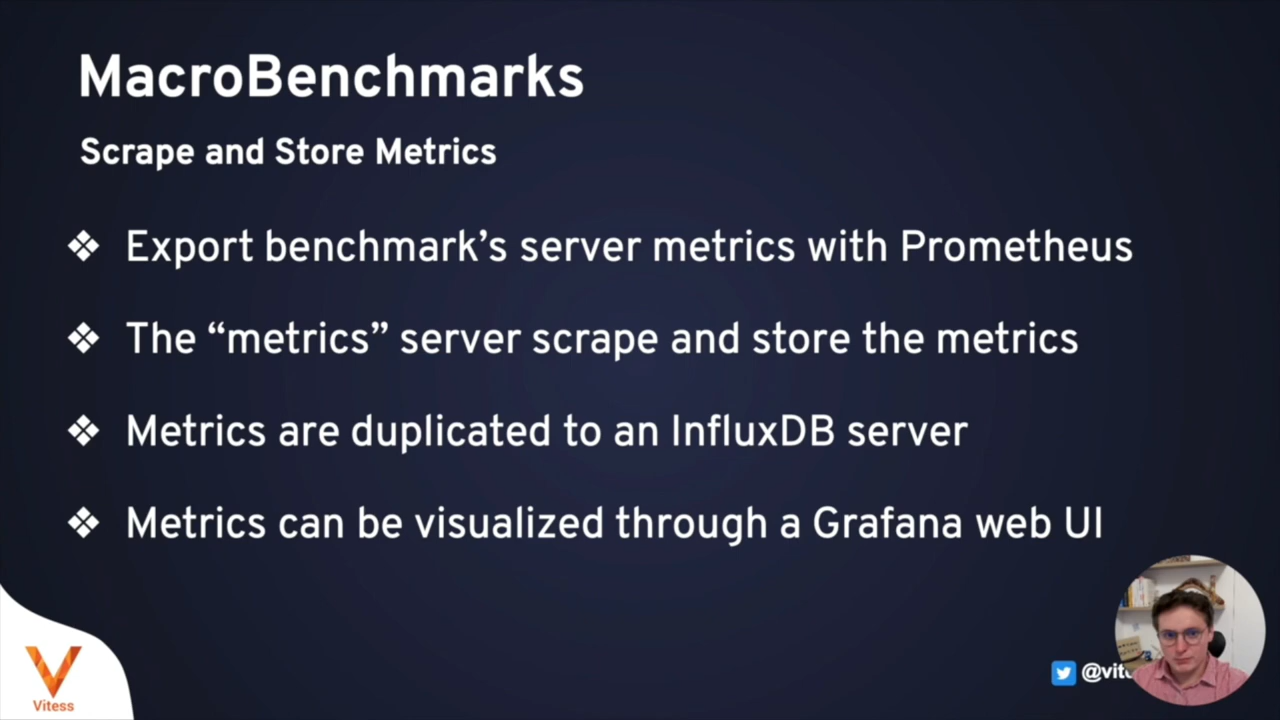 MacroBenchmarks
Scrape and Store Metrics
❖ Export benchmark’s server metrics with Prometheus
❖ The “metrics” server scrape and store the metrics
❖ Metrics are duplicated to an InfluxDB server
❖ Metrics can be visualized through a Grafana web UI
Vitess